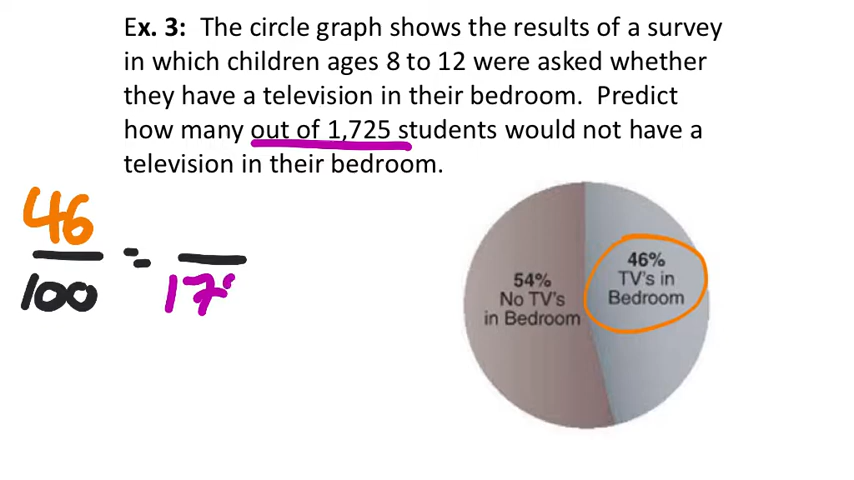 Ex. 3: The circle graph shows the results of a survey
in which children ages 8 to 12 were asked whether
they have a television in their bedroom. Predict
how many out of 1,725 students would not have a
television in their bedroom.
46
100
=
17
54%
No TV's
in Bedroom
46%
TV's in
Bedroom